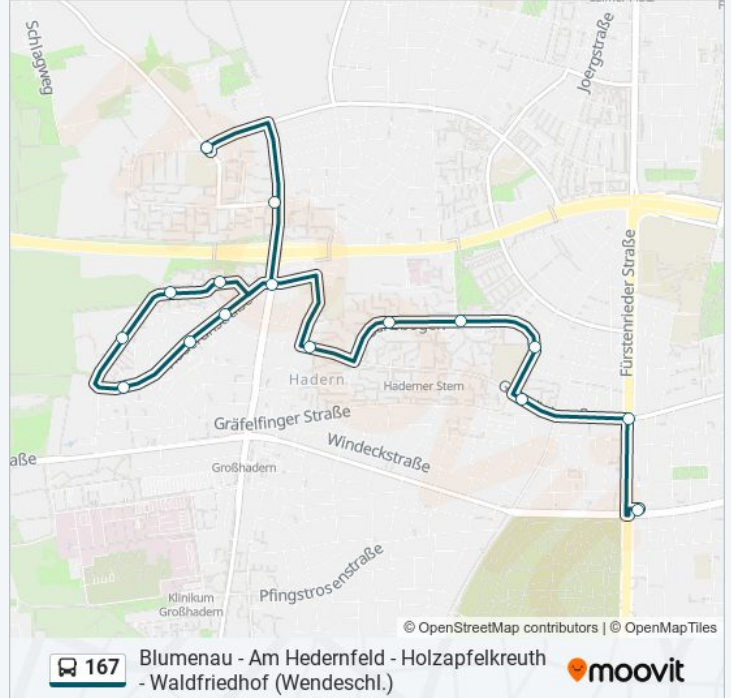 Schlagweg
Joergstraße
Fürstenrieder Straße
Hadern
Haderner Stern
Gräfelfinger Straße
Windeckstraße
aße
Großhadern
Klinikum
Großhadern
Pfingstrosenstraße
© OpenStreetMap contributors | © OpenMapTiles
167
Blumenau - Am Hedernfeld - Holzapfelkreuth
- Waldfriedhof (Wendeschl.)
moovit